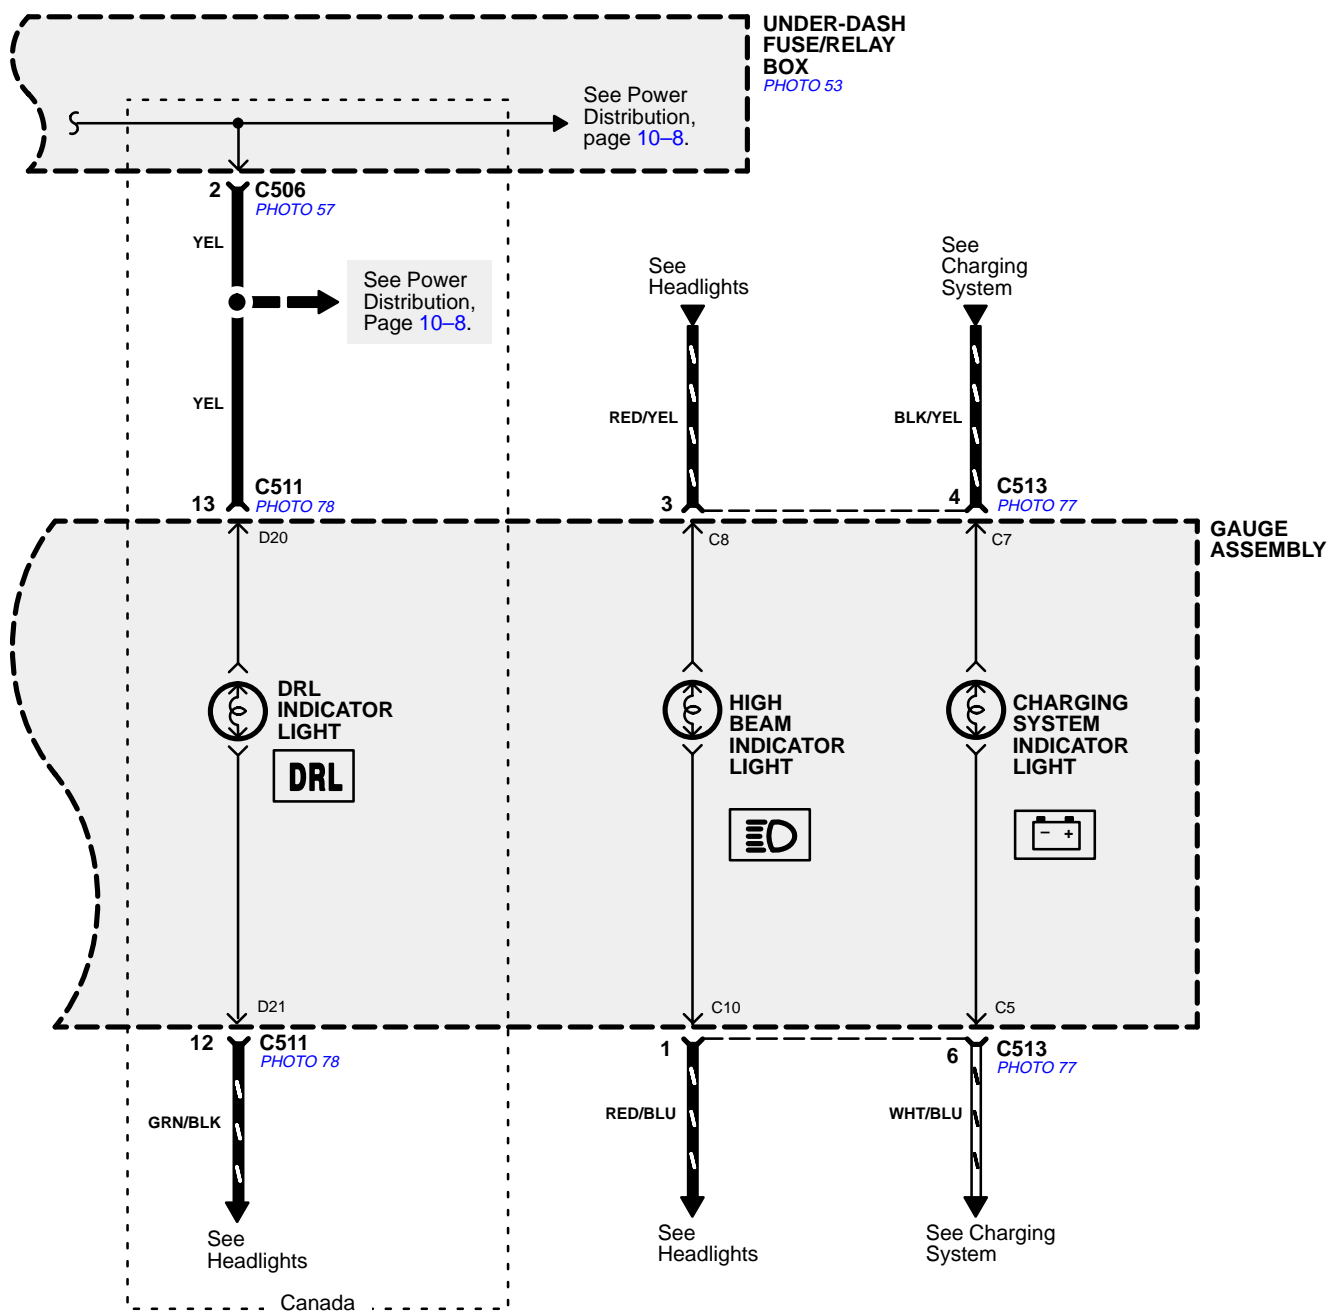 UNDER-DASH
FUSE/RELAY
BOX
PHOTO 53
See Power
Distribution,
page 10–8.
2
C506
PHOTO 57
YEL
See Power
Distribution,
Page 10–8.
See
Headlights
See
Charging
System
YEL
RED/YEL
BLK/YEL
13
C511
PHOTO 78
3
4
C513
PHOTO 77
GAUGE
ASSEMBLY
D20
C8
C7
DRL
INDICATOR
LIGHT
DRL
HIGH
BEAM
INDICATOR
LIGHT
CHARGING
SYSTEM
INDICATOR
LIGHT
− +
D21
C10
C5
12
C511
PHOTO 78
1
6
C513
PHOTO 77
GRN/BLK
RED/BLU
WHT/BLU
See
Headlights
See
Headlights
See Charging
System
Canada